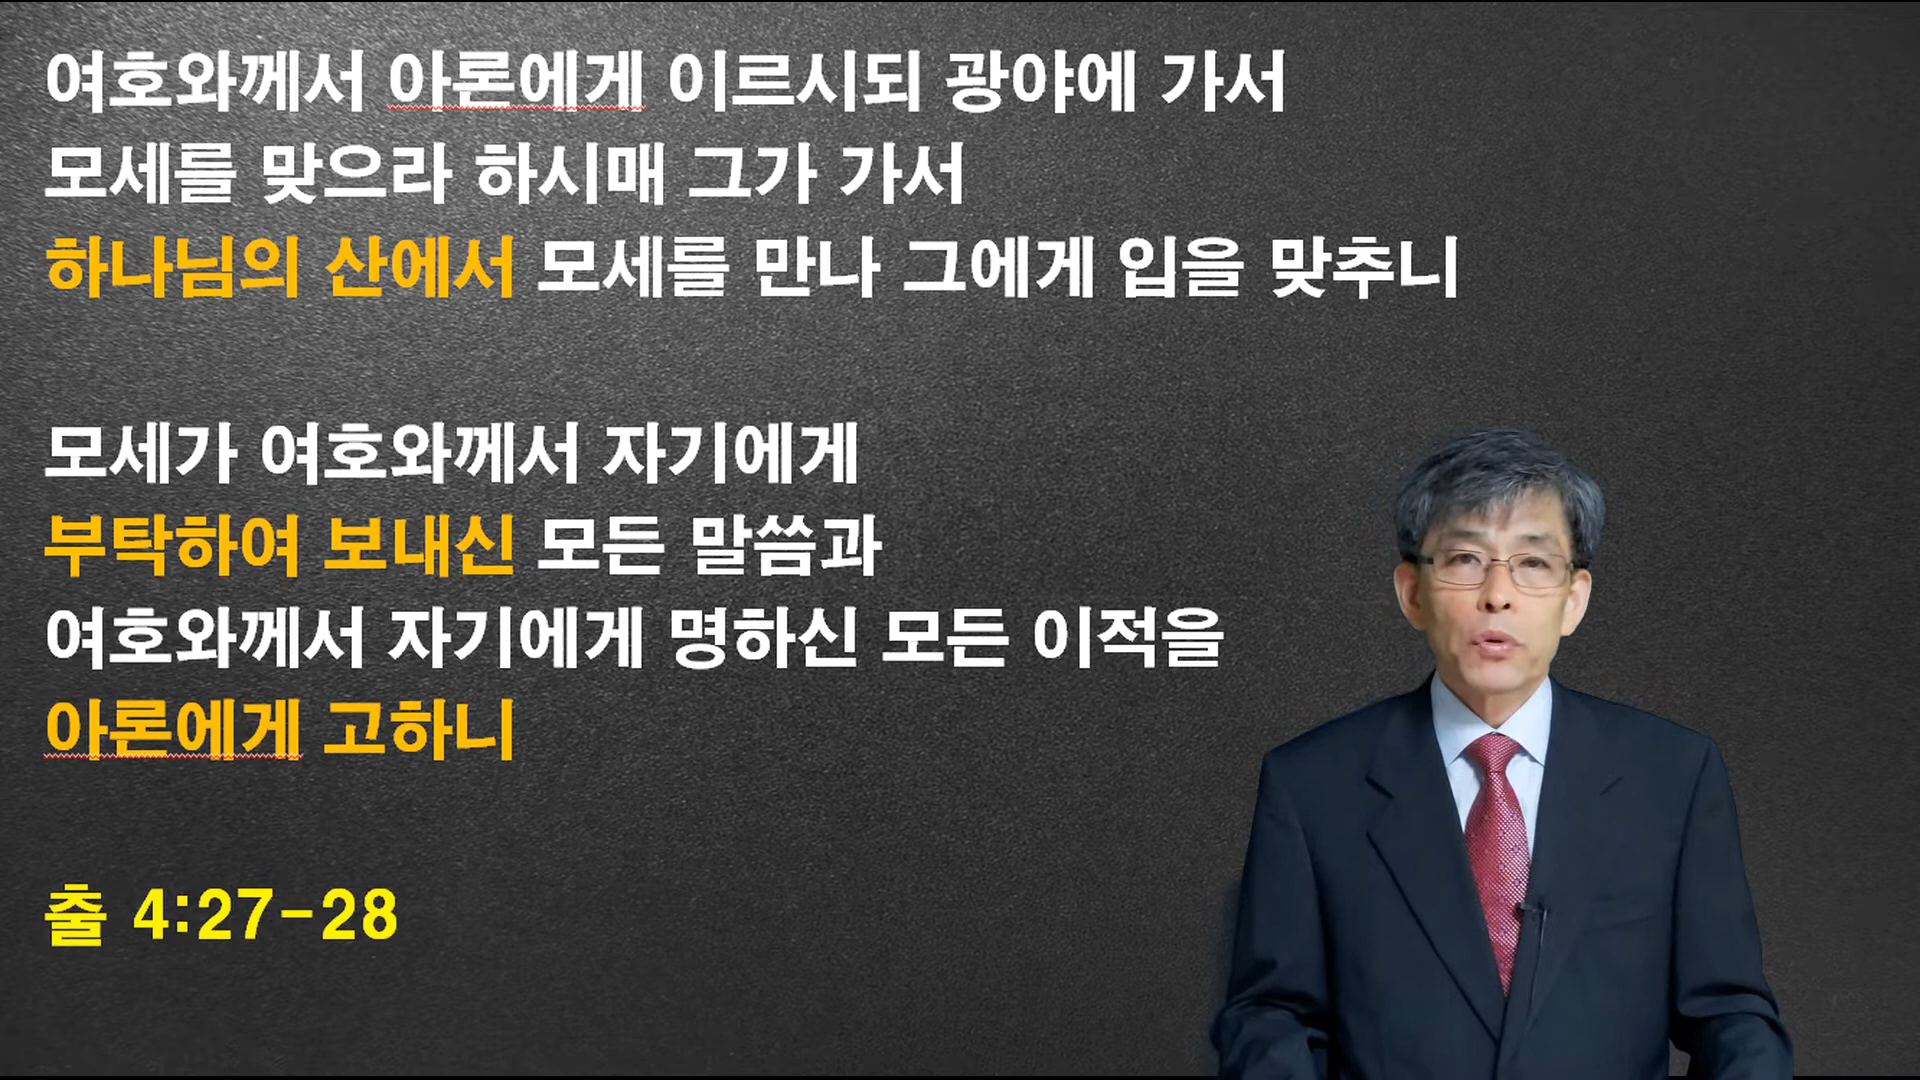 여호와께서 아론에게 이르시되 광야에 가서
모세를 맞으라 하시매 그가 가서
하나님의 산에서 모세를 만나 그에게 입을 맞추니
모세가 여호와께서 자기에게
부탁하여 보내신 모든 말씀과
여호와께서 자기에게 명하신 모든 이적을
아론에게 고하니
출 4:27-28